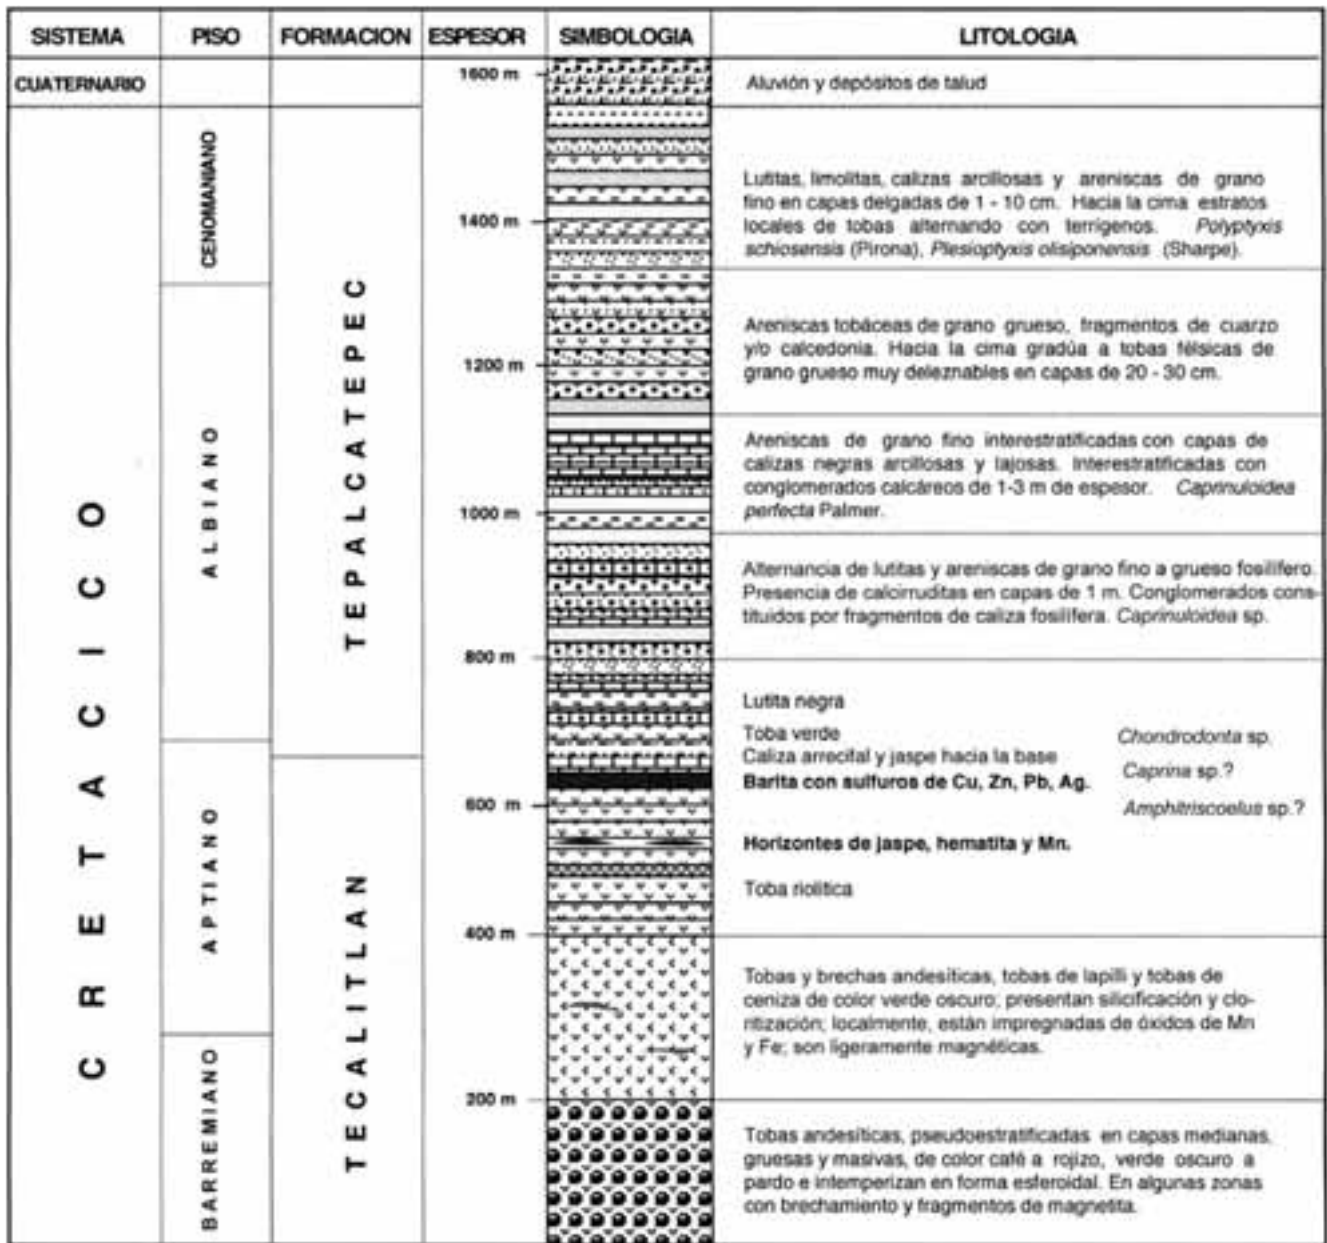 SISTEMA PISO FORMACION ESPESOR SIMBOLOGIA LITOLOGIA
CUATERNARIO
1600 m
Aluvión y depósitos de talud
CRETACICO
CENOMANIANO
ALBIANO
APTIANO
BARREMIANO
TEPALCATEPEC
TECALITLAN
1400 m
1200 m
1000 m
800 m
600 m
400 m
200 m
Lutitas, limolitas, calizas arcillosas y areniscas de grano
fino en capas delgadas de 1 - 10 cm. Hacia la cima estratos
locales de tobas alternando con terrígenos. Polyptyxis
schiosensis (Pirona), Plesioptyxis olisiponensis (Sharpe).
Areniscas tobáceas de grano grueso, fragmentos de cuarzo
y/o calcedonia. Hacia la cima gradúa a tobas félsicas de
grano grueso muy deleznables en capas de 20 - 30 cm.
Areniscas de grano fino interestratificadas con capas de
calizas negras arcillosas y lajosas. Interestratificadas con
conglomerados calcáreos de 1-3 m de espesor. Caprinuloidea
perfecta Palmer.
Alternancia de lutitas y areniscas de grano fino a grueso fosilífero.
Presencia de calcirruditas en capas de 1 m. Conglomerados cons-
tituidos por fragmentos de caliza fosilífera. Caprinuloidea sp.
Lutita negra
Toba verde
Chondrodonta sp.
Caliza arrecifal y jaspe hacia la base
Caprina sp.?
Barita con sulfuros de Cu, Zn, Pb, Ag.
Amphitriscoelus sp.?
Horizontes de jaspe, hematita y Mn.
Toba riolítica
Tobas y brechas andesíticas, tobas de lapilli y tobas de
ceniza de color verde oscuro; presentan silicificación y clo-
ritización; localmente, están impregnadas de óxidos de Mn
y Fe; son ligeramente magnéticas.
Tobas andesíticas, pseudoestratificadas en capas medianas,
gruesas y masivas, de color café a rojizo, verde oscuro a
pardo e intemperizan en forma esferoidal. En algunas zonas
con brechamiento y fragmentos de magnetita.